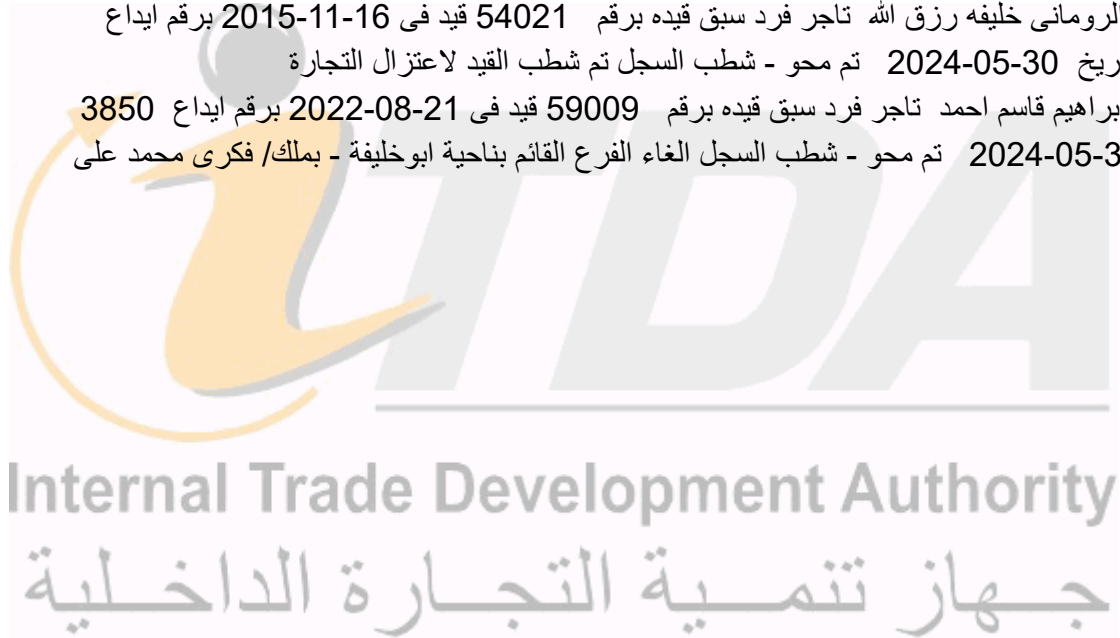 لرومانى خليفه رزق الله تاجر فرد سبق قيده برقم 54021 قيد فى 16-11-2015 برقم ايداع
ريخ 30-05-2024 تم محو - شطب السجل تم شطب القيد لاعتزال التجارة
براهيم قاسم احمد تاجر فرد سبق قيده برقم 59009 قيد فى 21-08-2022 برقم ايداع 3850
2024-05-3 تم محو - شطب السجل الغاء الفرع القائم بناحية ابوخليفة - بملك/ فكرى محمد على
iTDA
Internal Trade Development Authority
جهاز تنمية التجارة الداخلية